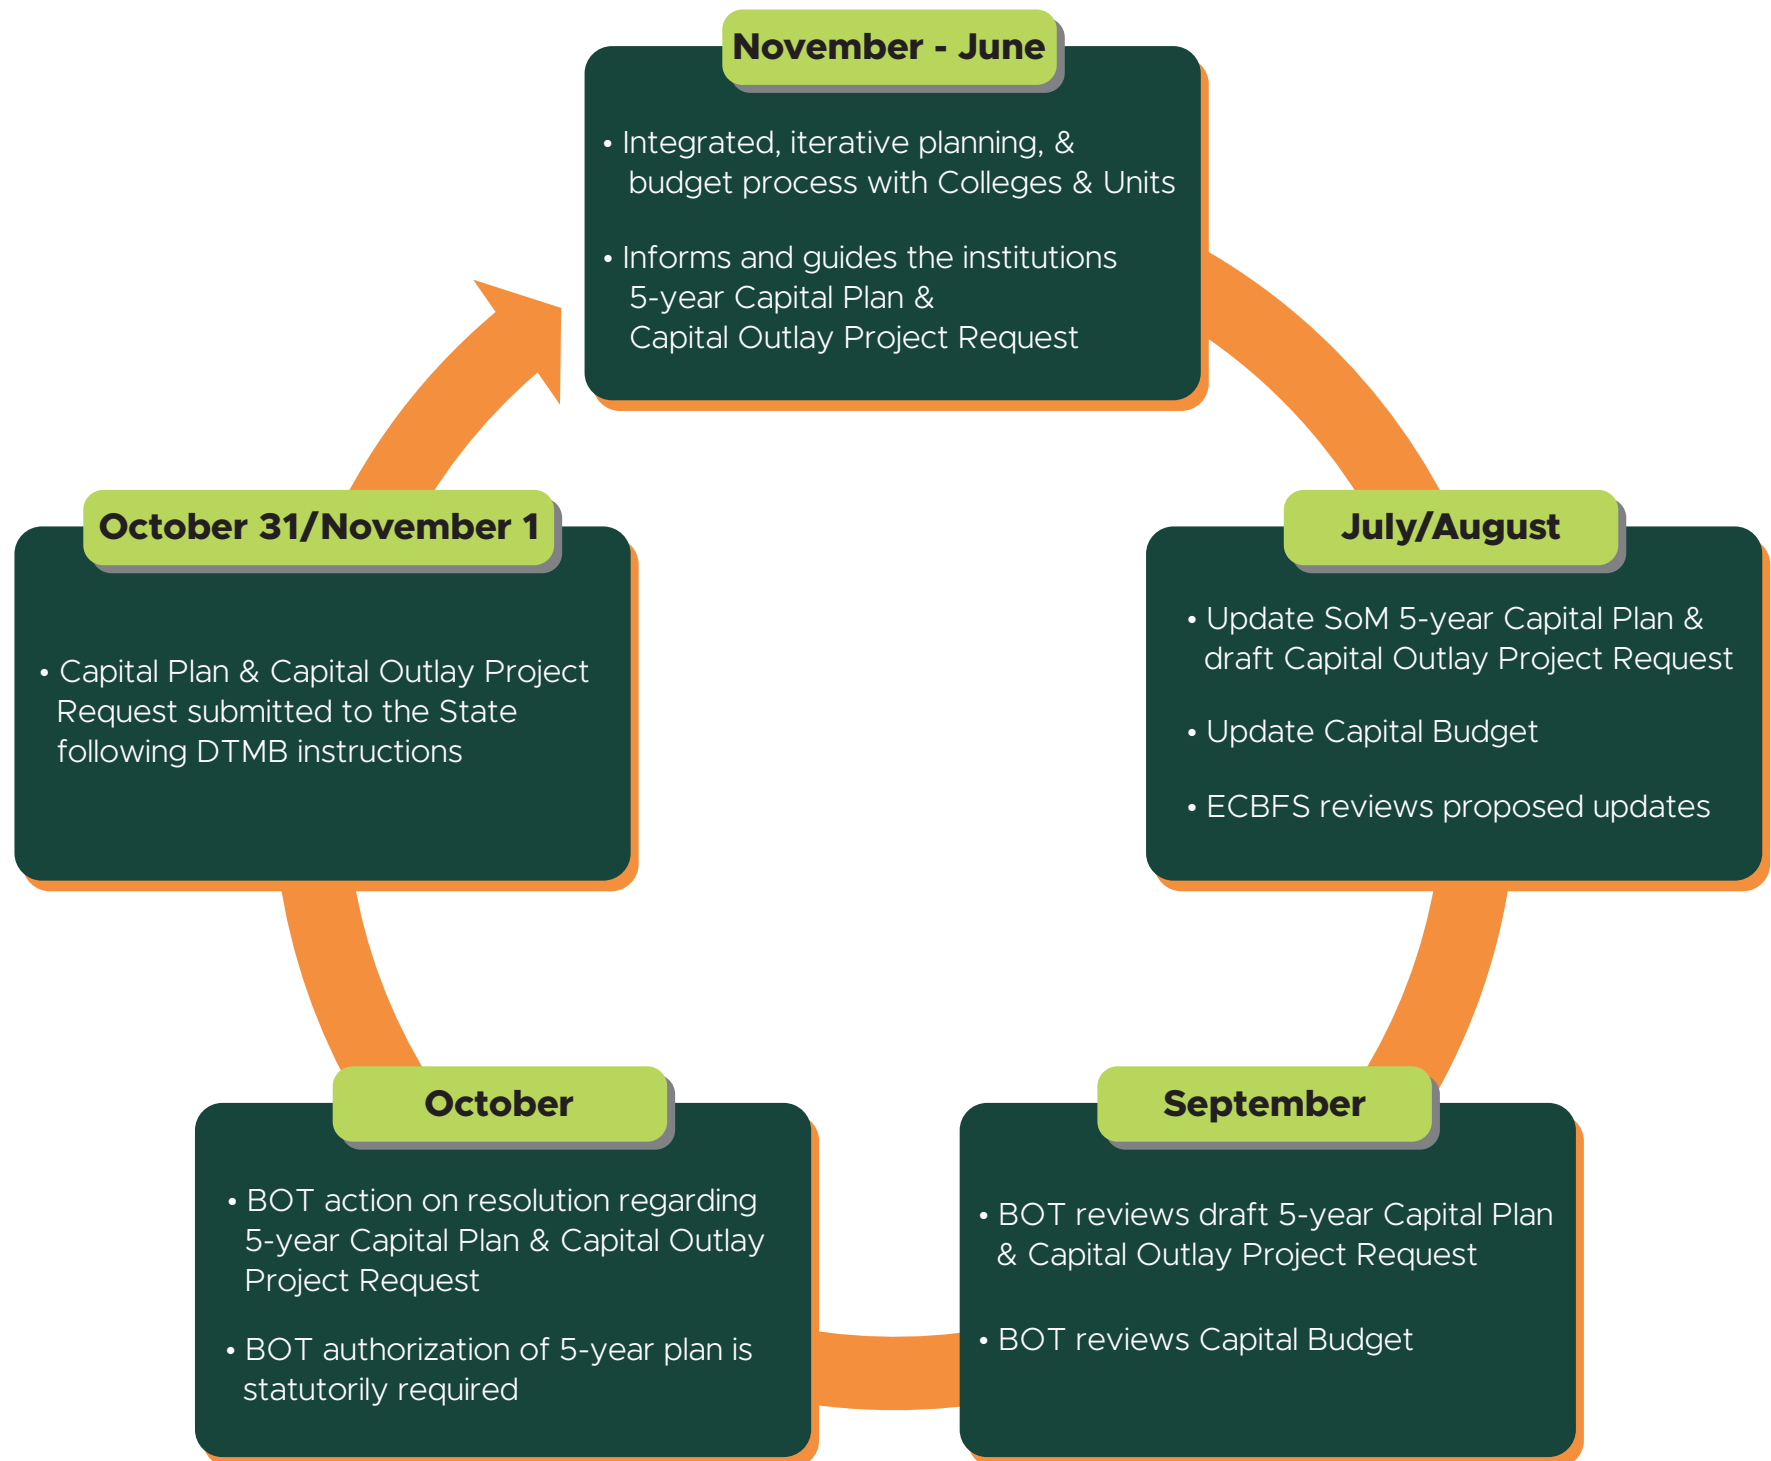 November - June
• Integrated, iterative planning, &
budget process with Colleges & Units
• Informs and guides the institutions
5-year Capital Plan &
Capital Outlay Project Request
July/August
• Update SoM 5-year Capital Plan &
draft Capital Outlay Project Request
• Update Capital Budget
• ECBFS reviews proposed updates
September
• BOT reviews draft 5-year Capital Plan
& Capital Outlay Project Request
• BOT reviews Capital Budget
October
• BOT action on resolution regarding
5-year Capital Plan & Capital Outlay
Project Request
• BOT authorization of 5-year plan is
statutorily required
October 31/November 1
• Capital Plan & Capital Outlay Project
Request submitted to the State
following DTMB instructions